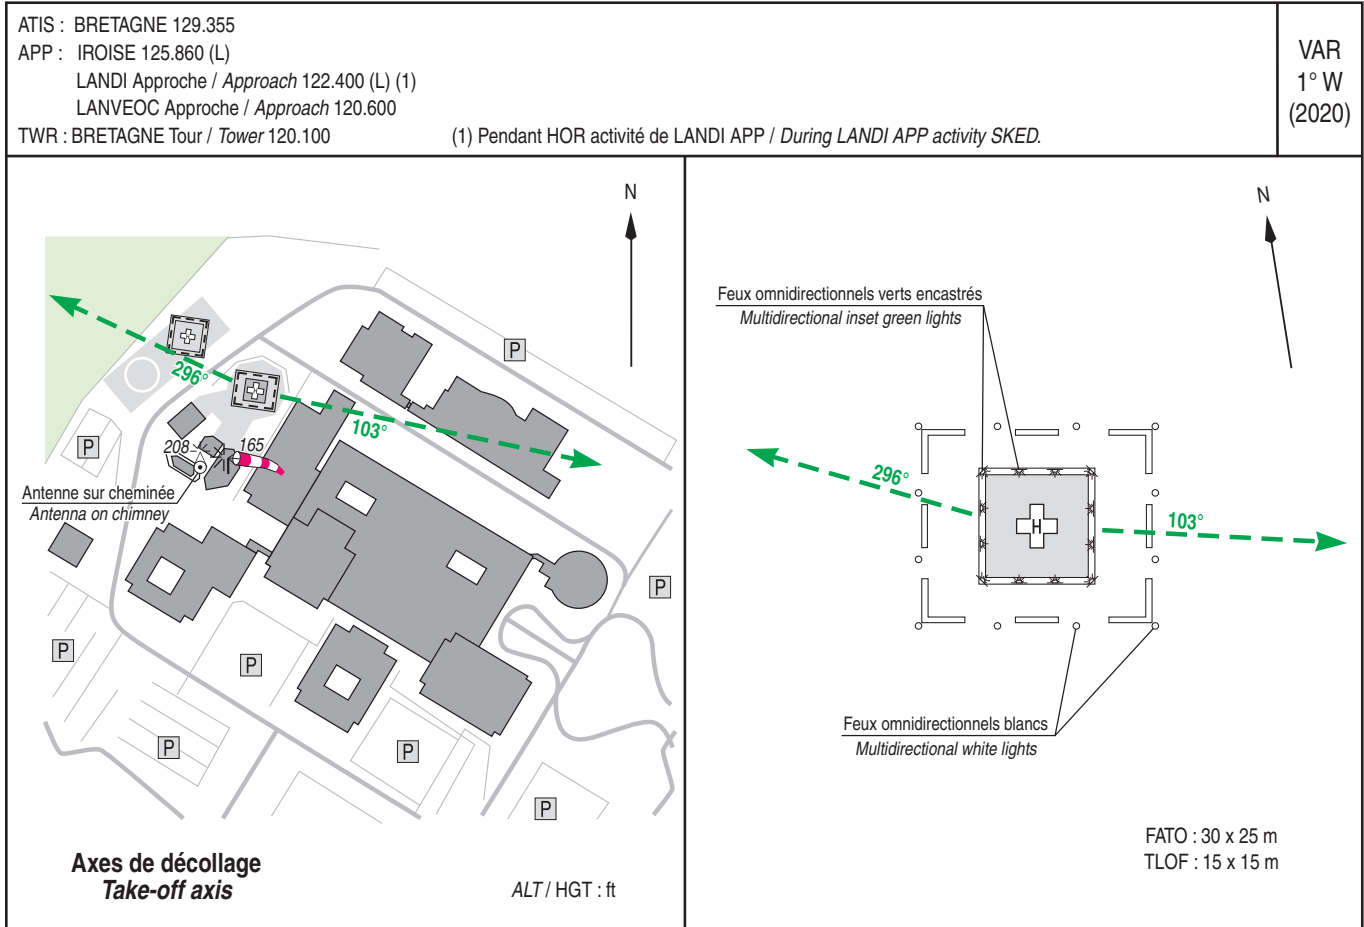 ATIS : BRETAGNE 129.355
APP : IROISE 125.860 (L)
LANDI Approche / Approach 122.400 (L) (1)
LANVEOC Approche / Approach 120.600
TWR : BRETAGNE Tour / Tower 120.100
(1) Pendant HOR activité de LANDI APP / During LANDI APP activity SKED.
VAR
1° W
(2020)
N
P
296°
103°
P
208
165
Antenne sur cheminée
Antenna on chimney
P
P
P
P
P
P
Axes de décollage
Take-off axis
ALT / HGT : ft
N
Feux omnidirectionnels verts encastrés
Multidirectional inset green lights
296°
H
103°
Feux omnidirectionnels blancs
Multidirectional white lights
FATO : 30 x 25 m
TLOF : 15 x 15 m